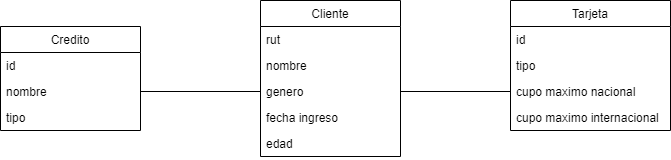 Credito
id
nombre
tipo
Cliente
rut
nombre
genero
fecha ingreso
edad
Tarjeta
id
tipo
cupo maximo nacional
cupo maximo internacional